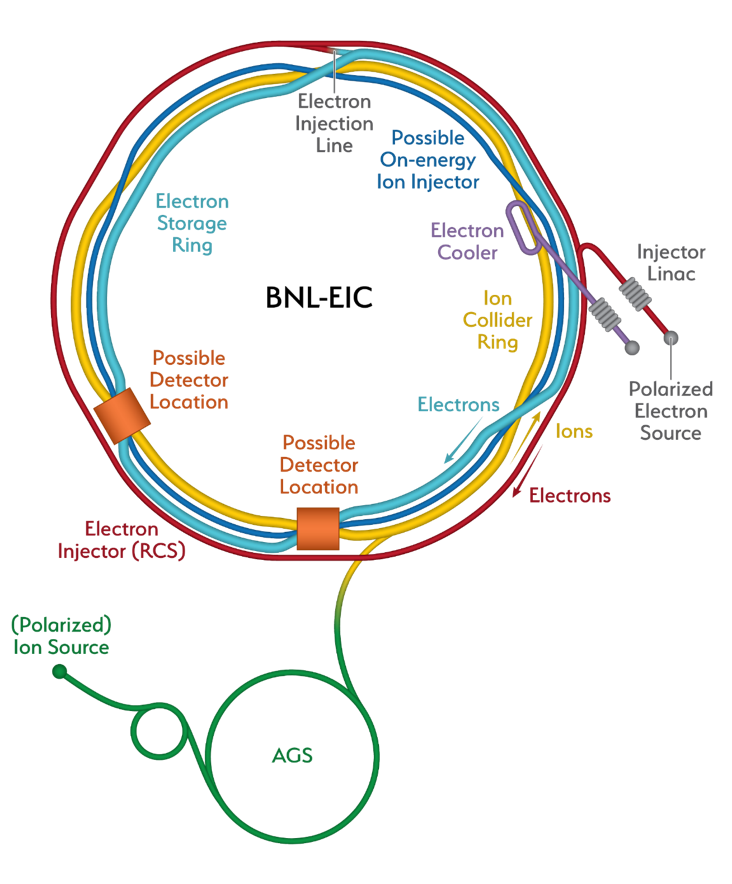 Electron
Injection
Line
Possible
On-energy
Ion Injector
Electron
Storage
Ring
Electron
Cooler
Injector
Linac
BNL-EIC
Ion
Collider
Ring
Possible
Detector
Location
Polarized
Electron
Source
Electrons
Ions
Possible
Detector
Location
Electrons
Electron
Injector (RCS)
(Polarized)
Ion Source
AGS